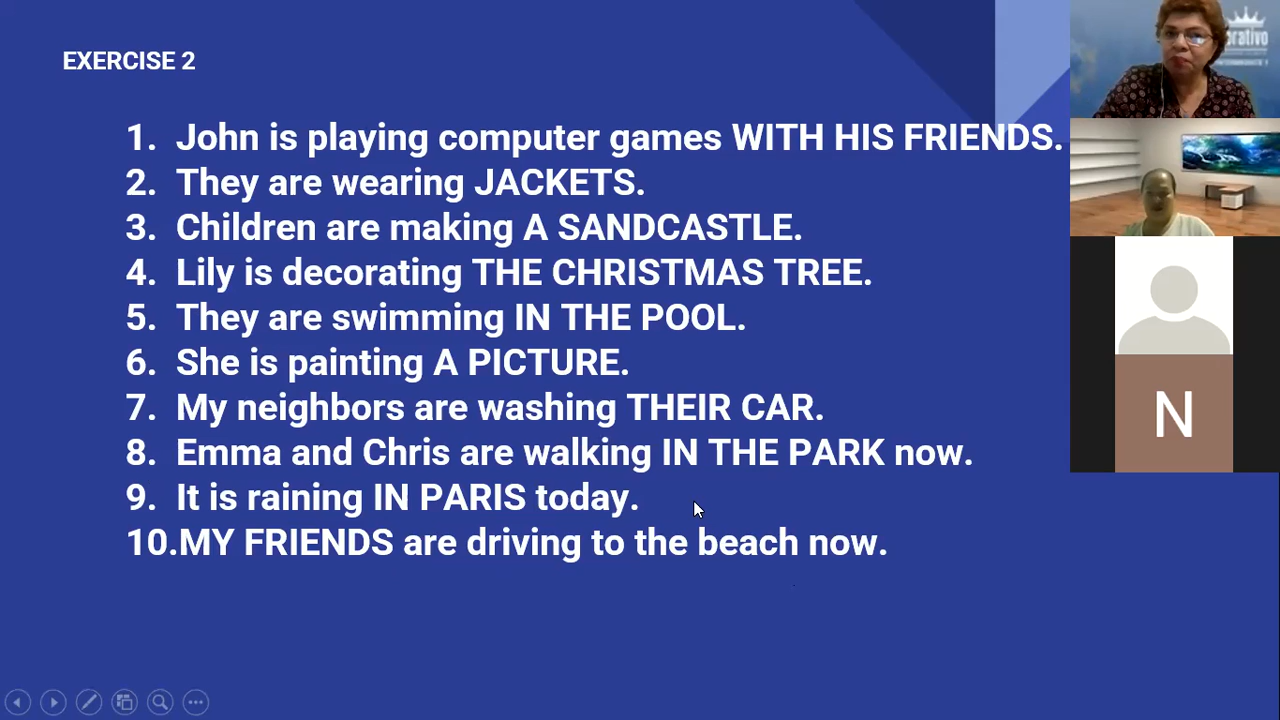 EXERCISE 2
1. John is playing computer games WITH HIS FRIENDS.
2. They are wearing JACKETS.
3. Children are making A SANDCASTLE.
4. Lily is decorating THE CHRISTMAS TREE.
5. They are swimming IN THE POOL.
6. She is painting A PICTURE.
7. My neighbors are washing THEIR CAR.
8. Emma and Chris are walking IN THE PARK now.
9. It is raining IN PARIS today.
10.MY FRIENDS are driving to the beach now.
N